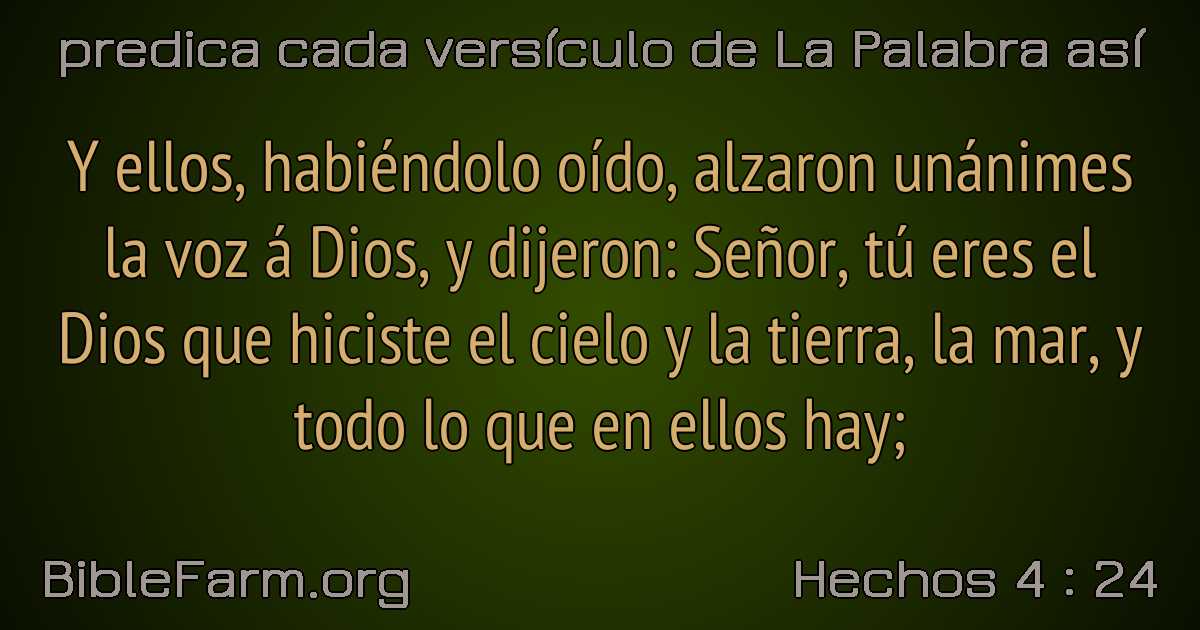 predica cada versículo de La Palabra así
Y ellos, habiéndolo oído, alzaron unánimes
la voz á Dios, y dijeron: Señor, tú eres el
Dios que hiciste el cielo y la tierra, la mar, y
todo lo que en ellos hay;
BibleFarm.org
Hechos 4 : 24